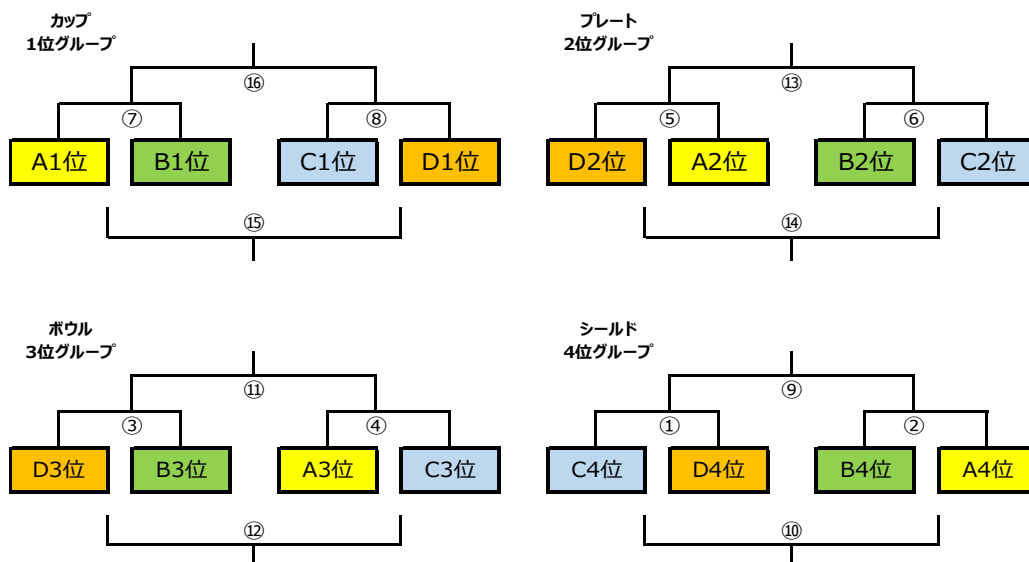 カップ
1位グループ
⑯
⑦
⑧
A1位
B1位
C1位
D1位
⑮
プレート
2位グループ
⑬
⑤
⑥
D2位
A2位
B2位
C2位
⑭
ボウル
3位グループ
⑪
③
④
D3位
B3位
A3位
C3位
⑫
シールド
4位グループ
⑨
①
②
C4位
D4位
B4位
A4位
⑩